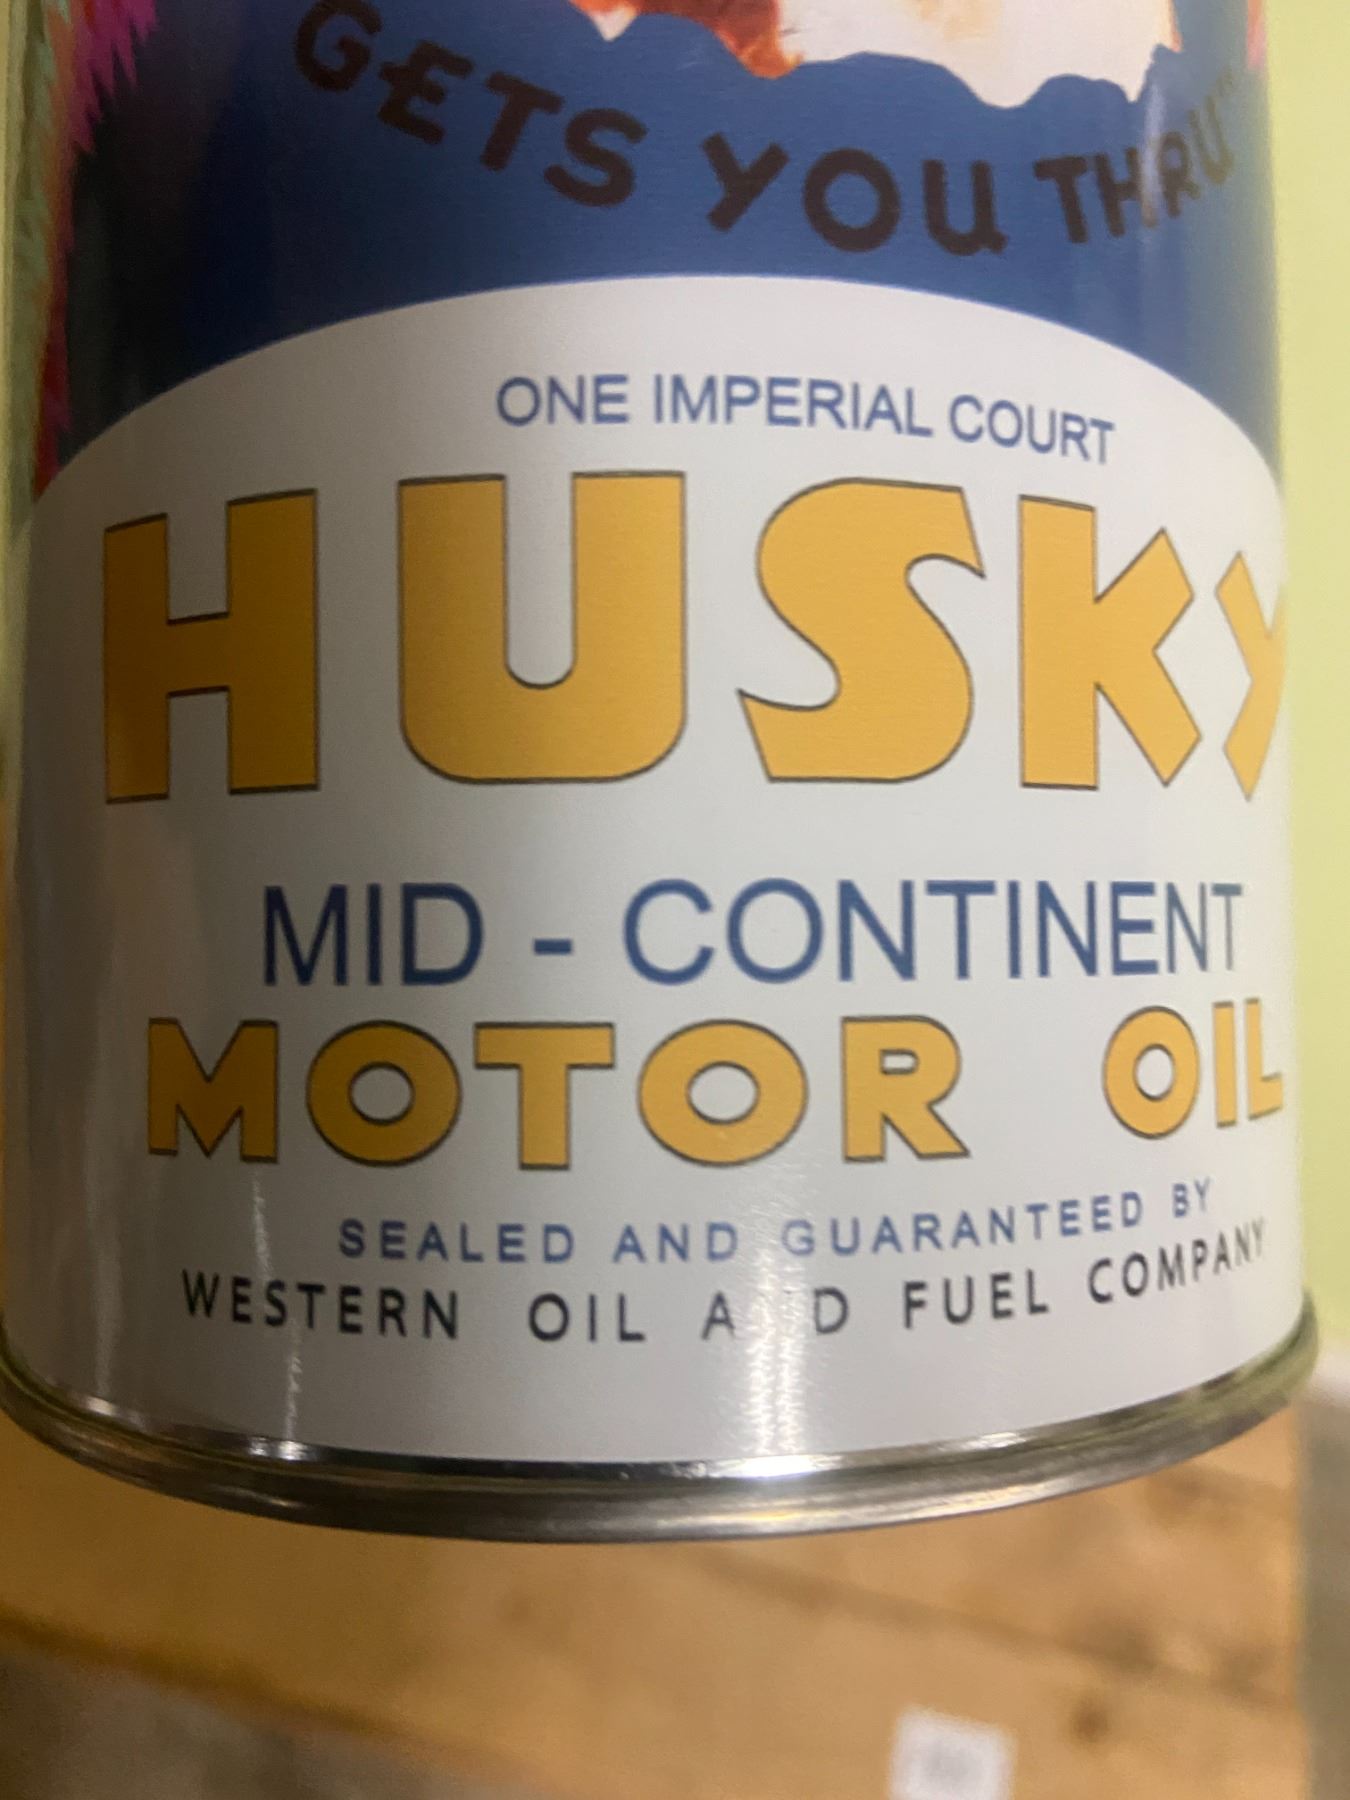 GETS YOU THRU"
ONE IMPERIAL COURT
HUSKY
MID - CONTINENT
MOTOR OIL
SEALED AND GUARANTEED BY
WESTERN OIL A D FUEL COMPANY